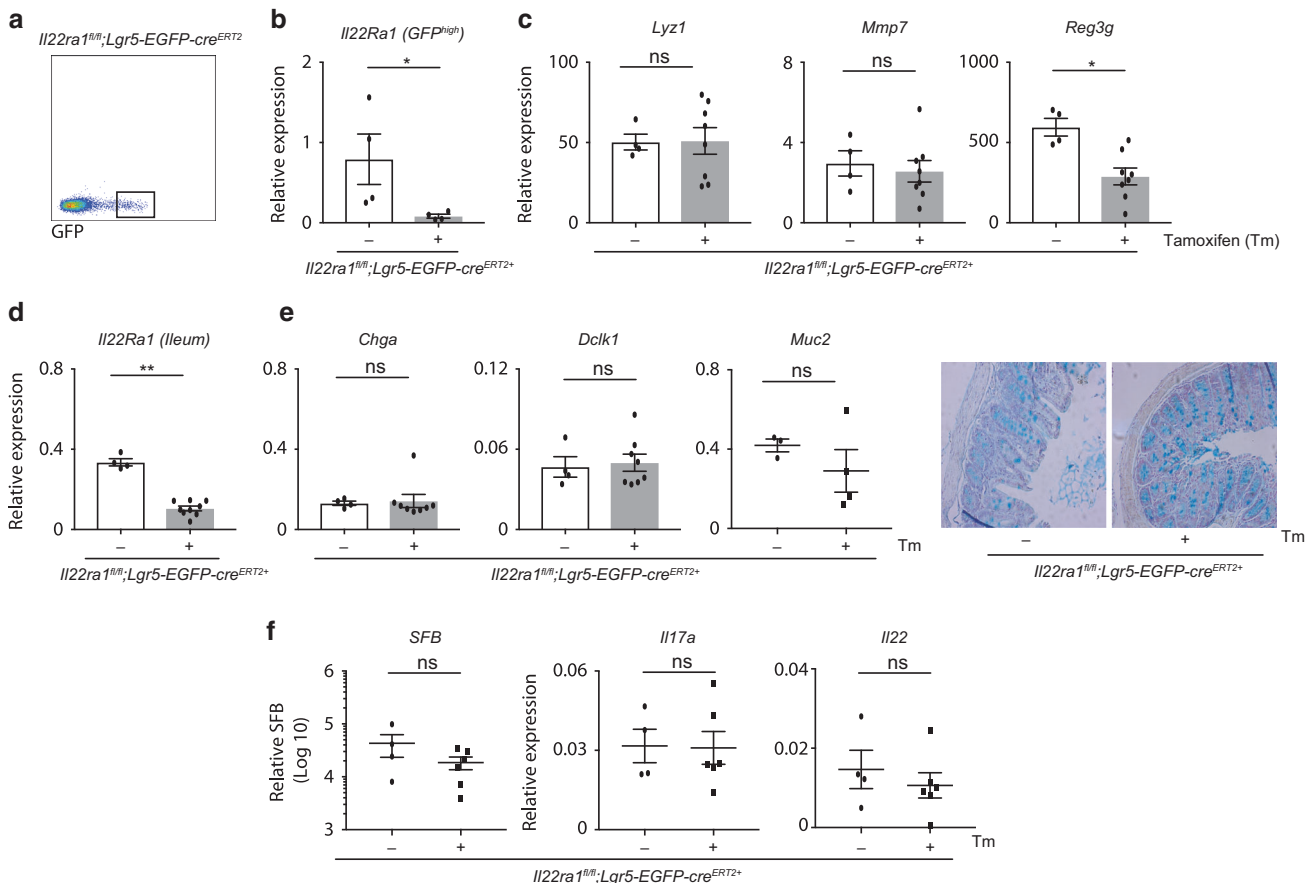 a
Il22ra1fl/fl;Lgr5-EGFP-creERT2
GFP
b
Il22Ra1 (GFPhigh)
*
Relative expression
2
1
0
– +
Il22ra1fl/fl;Lgr5-EGFP-creERT2+
c
Lyz1
ns
Relative expression
100
50
0
– +
Mmp7
ns
8
4
0
– +
Reg3g
*
1000
500
0
– +
Tamoxifen (Tm)
Il22ra1fl/fl;Lgr5-EGFP-creERT2+
d
Il22Ra1 (Ileum)
**
Relative expression
0.8
0.4
0
– +
Il22ra1fl/fl;Lgr5-EGFP-creERT2+
e
Chga
ns
0.8
0.4
0
– +
Dclk1
ns
0.12
0.06
0
– +
Muc2
ns
0.8
0.4
0
– +
Tm
Il22ra1fl/fl;Lgr5-EGFP-creERT2+
– +
Tm
Il22ra1fl/fl;Lgr5-EGFP-creERT2+
f
SFB
ns
Relative SFB
(Log 10)
6
5
4
3
– +
Il17a
ns
Relative expression
0.06
0.03
0
– +
Il22
ns
0.04
0.02
0
– +
Tm
Il22ra1fl/fl;Lgr5-EGFP-creERT2+